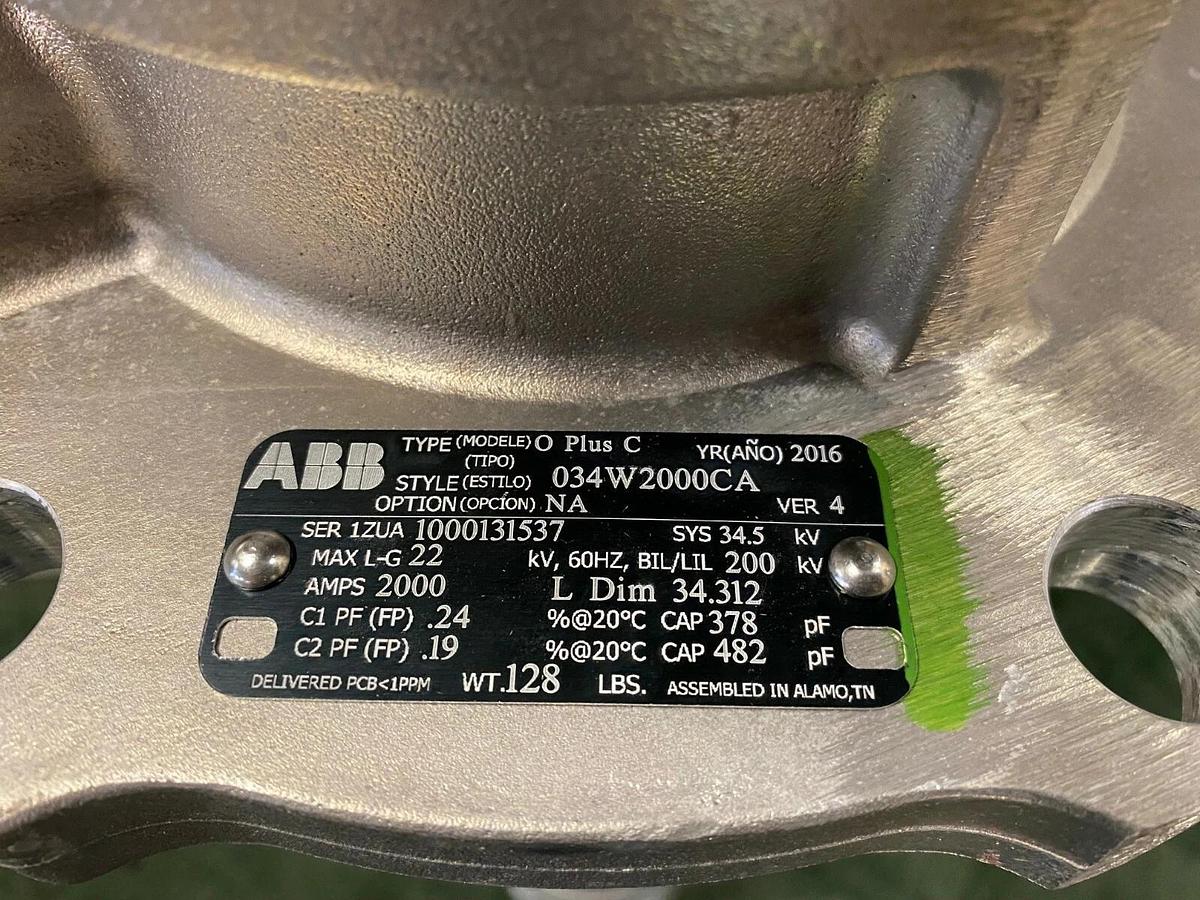 ABB TYPE (MODELE) O Plus C YR(AÑO) 2016
(TIPO)
STYLE (ESTILO) 034W2000CA
OPTION (OPCÍON) NA VER 4
SER 1ZUA 1000131537 SYS 34.5 kV
MAX L-G 22 kV, 60HZ, BIL/LIL 200 kV
AMPS 2000 L Dim 34.312
C1 PF (FP) .24 %@20°C CAP 378 pF
C2 PF (FP) .19 %@20°C CAP 482 pF
DELIVERED PCB<1PPM WT.128 LBS. ASSEMBLED IN ALAMO,TN